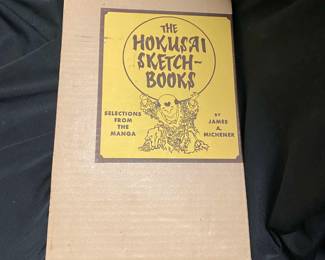 THE
HOKUSAI
SKETCH-
BOOKS
SELECTIONS
FROM
THE
MANGA
BY
JAMES
A.
MICHENER